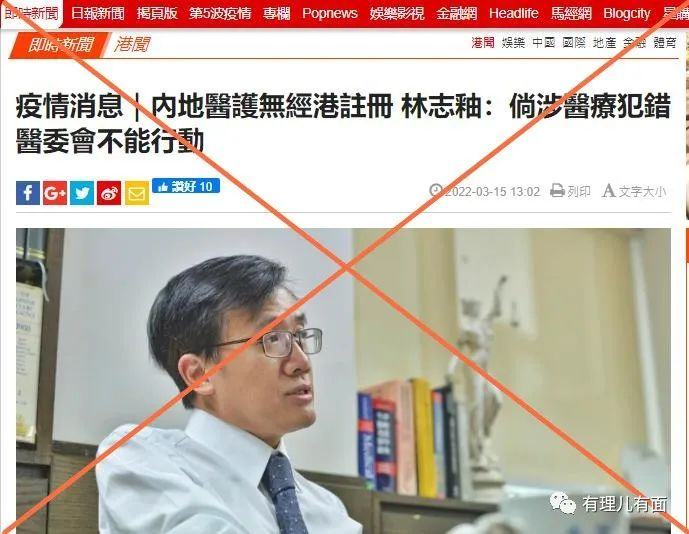 即時新聞 日報新聞 揭頁版 第5波疫情 專欄 Popnews 娛樂影視 金融網 Headlife 馬經網 Blogcity
即時新聞 港聞
港聞 娛樂 中國 國際 地產 金融 體育
疫情消息｜內地醫護無經港註冊 林志釉：倘涉醫療犯錯
醫委會不能行動
讚好 10
2022-03-15 13:02 列印 A 文字大小
有理儿有面